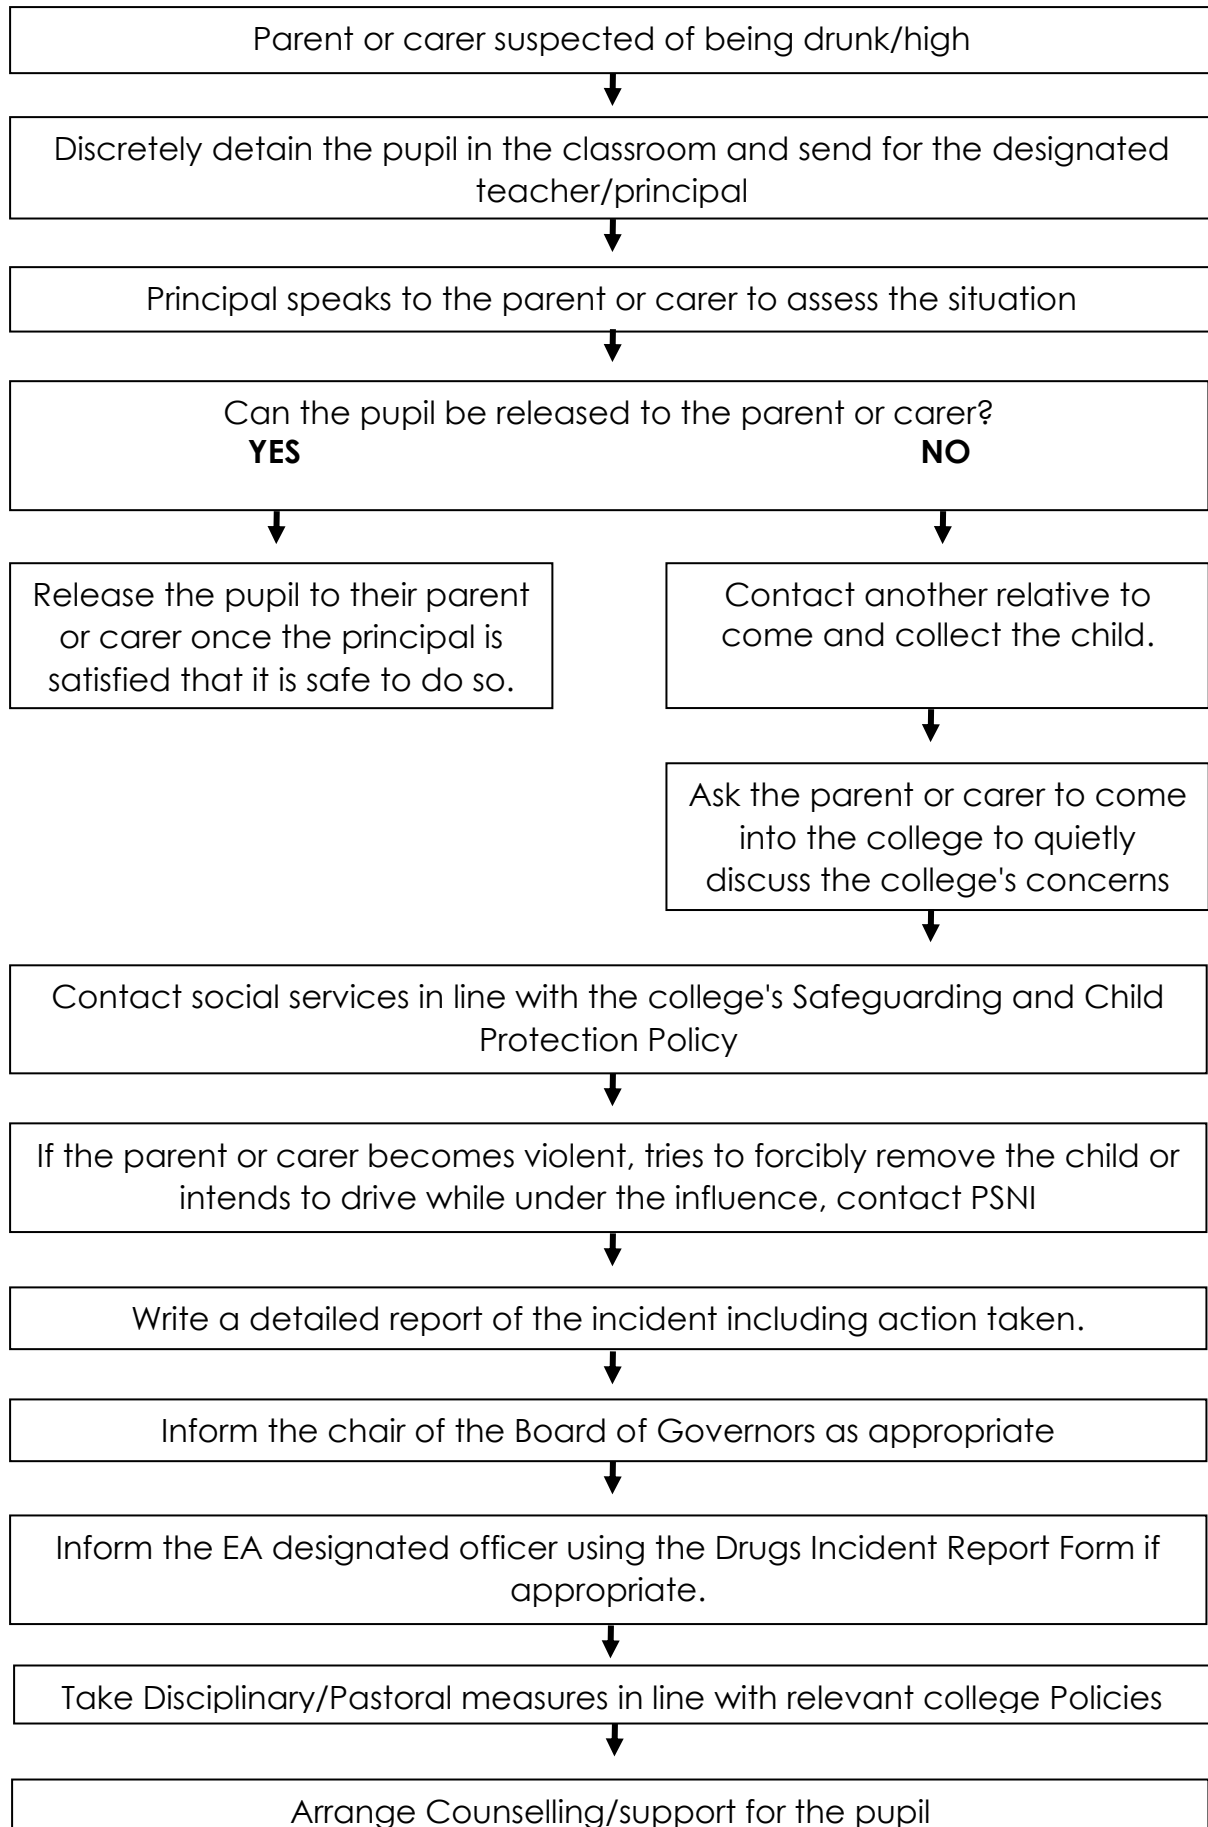 Parent or carer suspected of being drunk/high
Discretely detain the pupil in the classroom and send for the designated
teacher/principal
Principal speaks to the parent or carer to assess the situation
Can the pupil be released to the parent or carer?
YES NO
Release the pupil to their parent
or carer once the principal is
satisfied that it is safe to do so.
Contact another relative to
come and collect the child.
Ask the parent or carer to come
into the college to quietly
discuss the college's concerns
Contact social services in line with the college's Safeguarding and Child
Protection Policy
If the parent or carer becomes violent, tries to forcibly remove the child or
intends to drive while under the influence, contact PSNI
Write a detailed report of the incident including action taken.
Inform the chair of the Board of Governors as appropriate
Inform the EA designated officer using the Drugs Incident Report Form if
appropriate.
Take Disciplinary/Pastoral measures in line with relevant college Policies
Arrange Counselling/support for the pupil